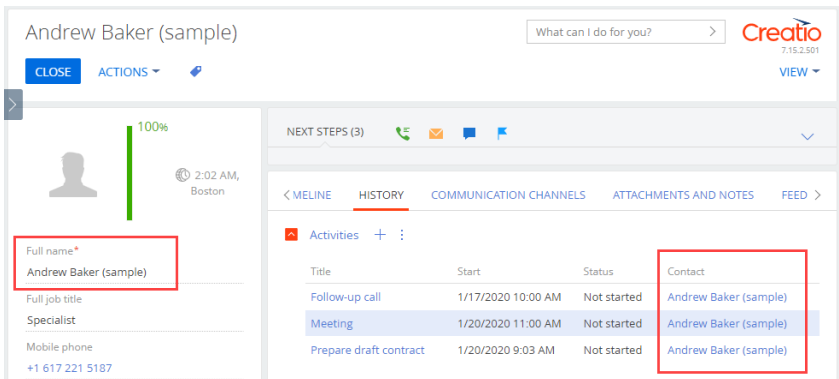 Andrew Baker (sample)
What can I do for you?
Creatio
7.15.2.501
CLOSE
ACTIONS
VIEW
100%
2:02 AM,
Boston
Full name*
Andrew Baker (sample)
Full job title
Specialist
Mobile phone
+1 617 221 5187
NEXT STEPS (3)
MELINE HISTORY COMMUNICATION CHANNELS ATTACHMENTS AND NOTES FEED
Activities
Title Start Status Contact
Follow-up call 1/17/2020 10:00 AM Not started Andrew Baker (sample)
Meeting 1/20/2020 11:00 AM Not started Andrew Baker (sample)
Prepare draft contract 1/20/2020 9:03 AM Not started Andrew Baker (sample)